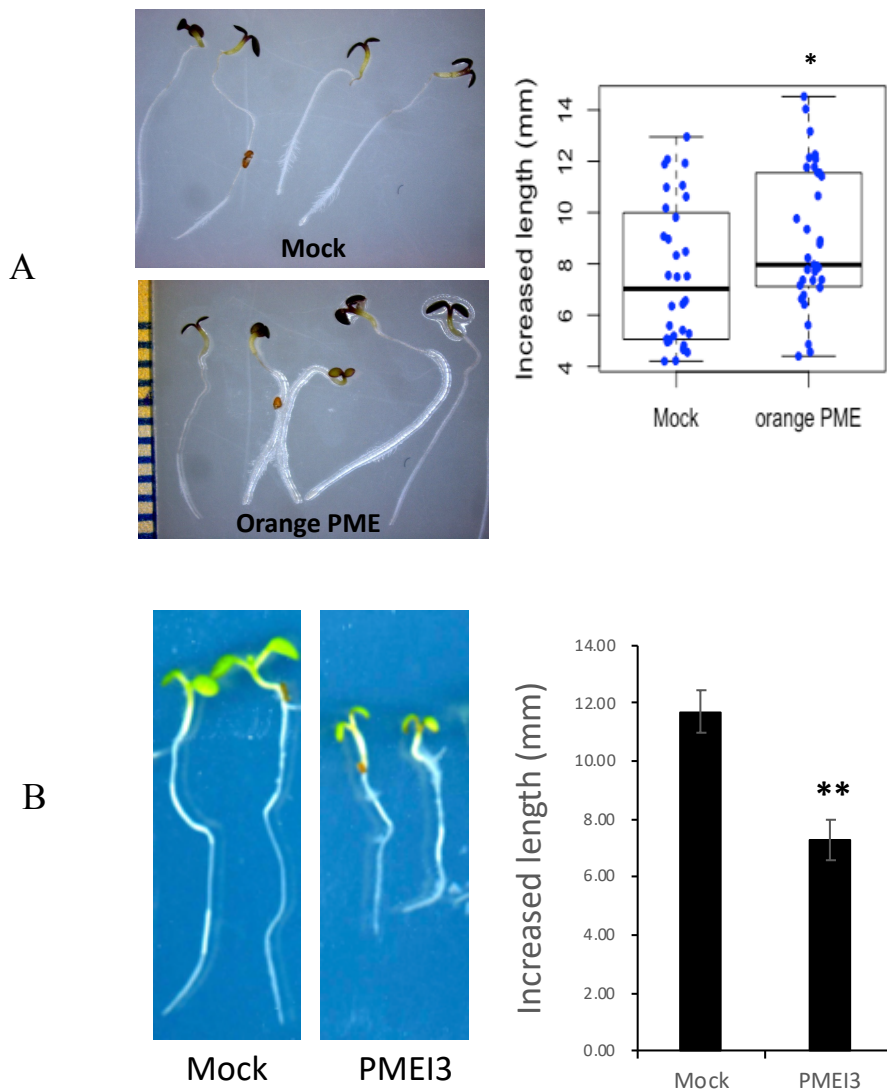 A
Mock
Orange PME
*
Increased length (mm)
14
12
10
8
6
4
Mock orange PME
B
Mock PMEI3
**
Increased length (mm)
14.00
12.00
10.00
8.00
6.00
4.00
2.00
0.00
Mock PMEI3